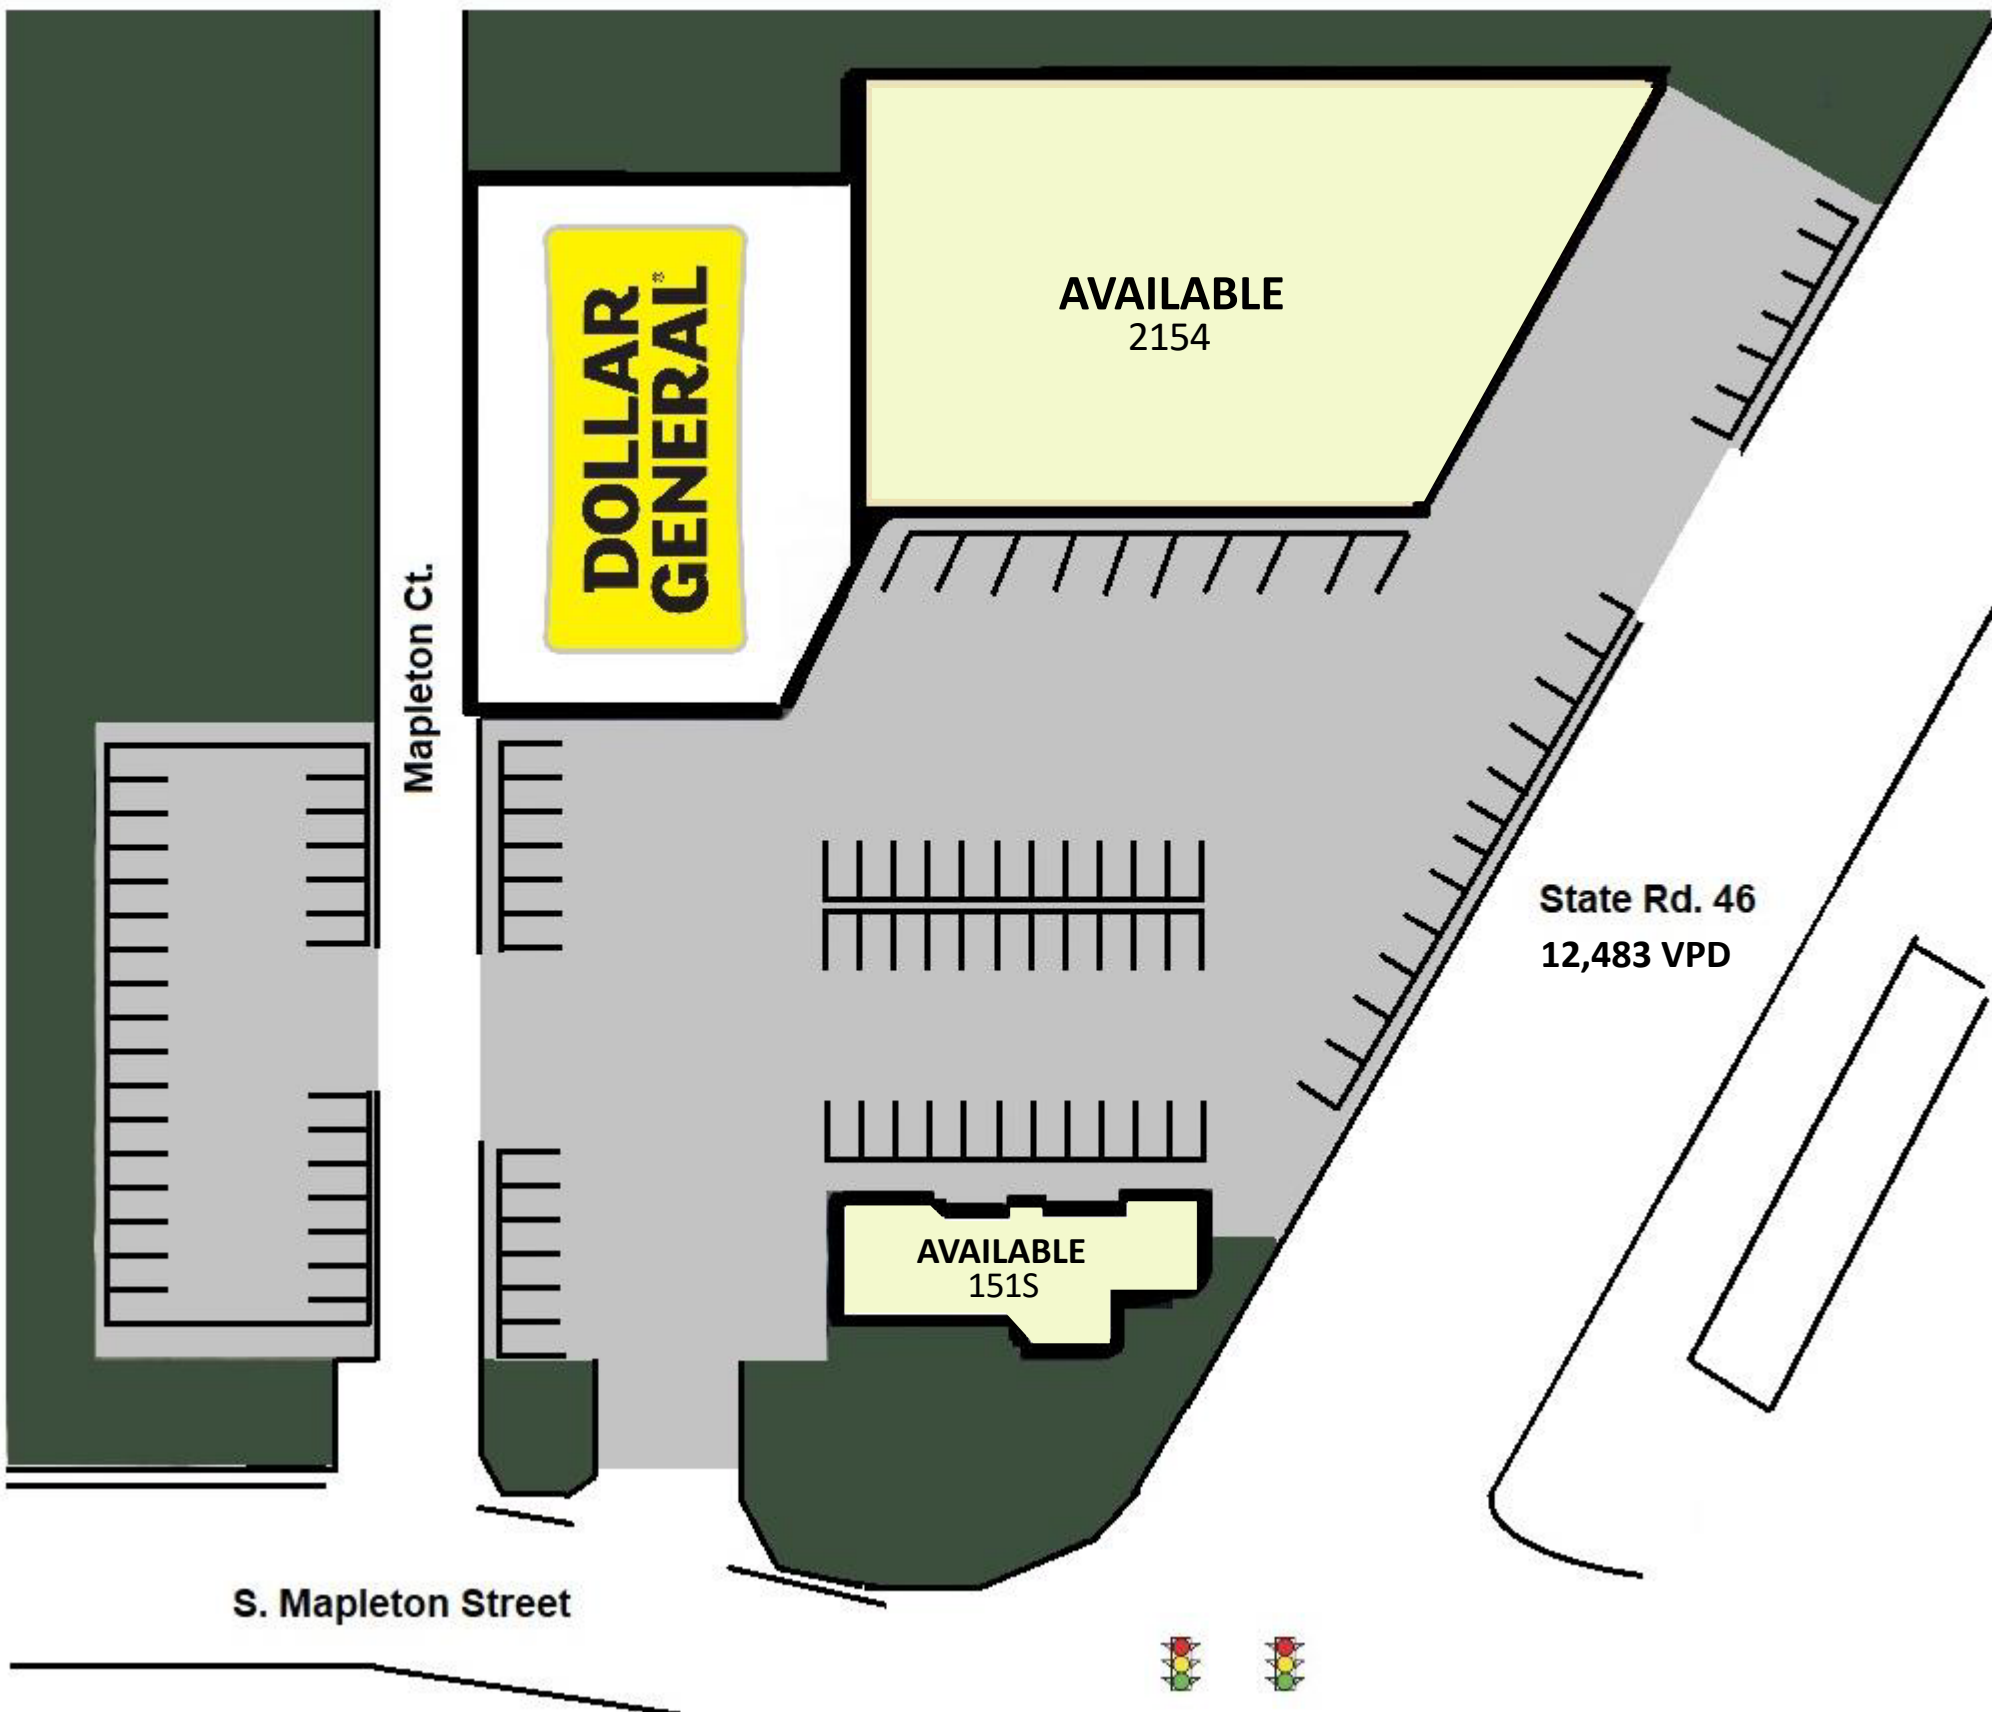 AVAILABLE
2154
DOLLAR
GENERAL®
Mapleton Ct.
State Rd. 46
12,483 VPD
AVAILABLE
151S
S. Mapleton Street